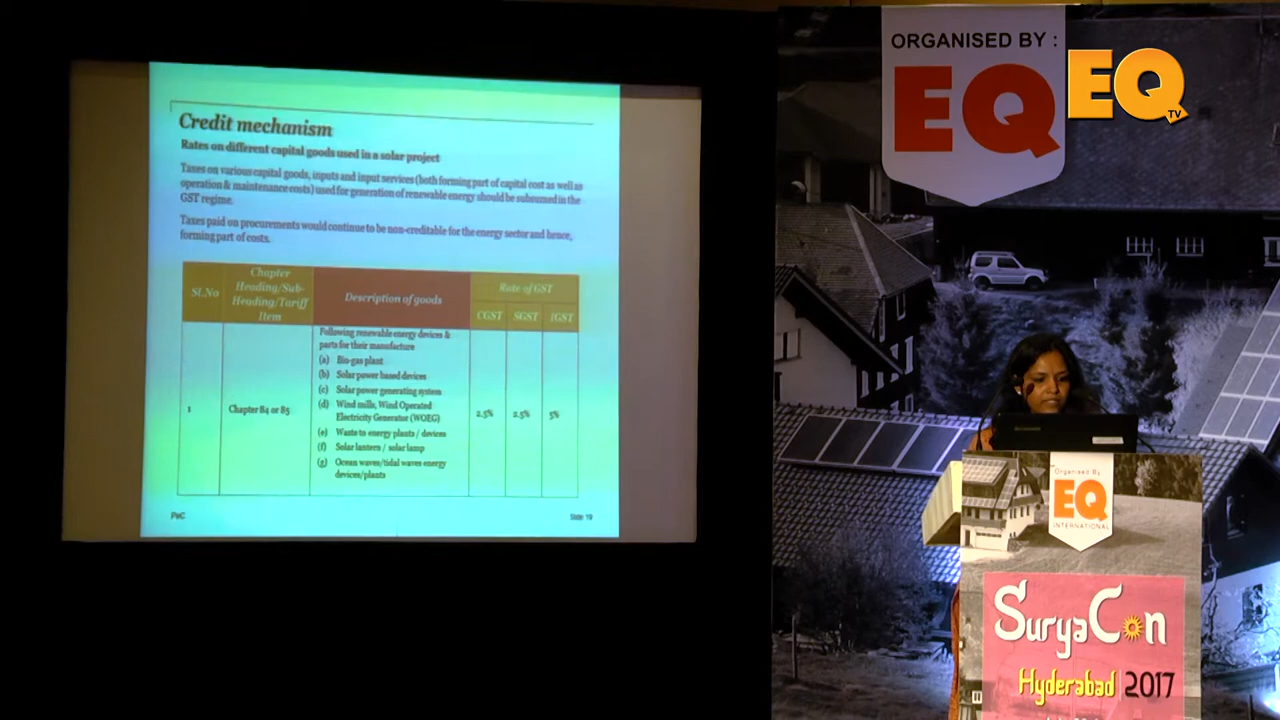 Credit mechanism
Rates on different capital goods used in a solar project
Taxes on various capital goods, inputs and input services (both forming part of capital cost as well as
operation & maintenance costs) used for generation of renewable energy should be subsumed in the
GST regime.
Taxes paid on procurements would continue to be non-creditable for the energy sector and hence,
forming part of costs.
Sl.No
Chapter
Heading/Sub-
Heading/Tariff
Item
Description of goods
Rate of GST
CGST SGST IGST
1
Chapter 84 or 85
Following renewable energy devices &
parts for their manufacture
(a) Bio-gas plant
(b) Solar power based devices
(c) Solar power generating system
(d) Wind mills, Wind Operated
Electricity Generator (WOEG)
(e) Waste to energy plants / devices
(f) Solar lantern / solar lamp
(g) Ocean waves/tidal waves energy
devices/plants
2.5% 2.5% 5%
PwC
Slide 19
ORGANISED BY :
EQ
EQ
TV
Organised By
EQ
INTERNATIONAL
SuryaCon
Hyderabad 2017